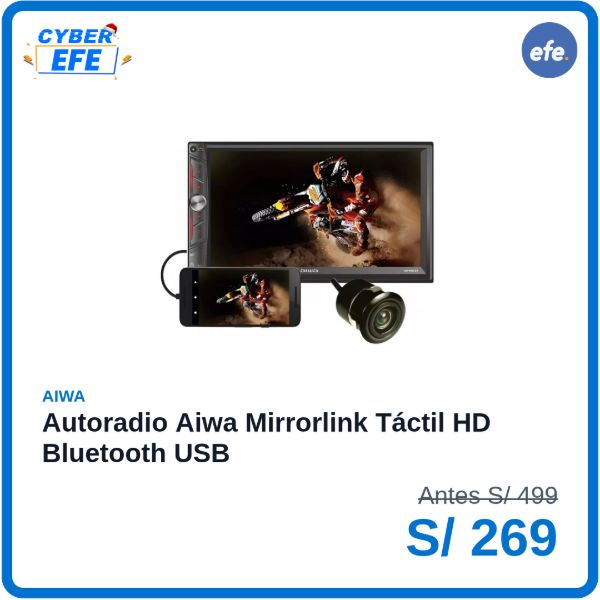 CYBER
EFE
efe.
AIWA
Autoradio Aiwa Mirrorlink Táctil HD
Bluetooth USB
Antes S/ 499
S/ 269